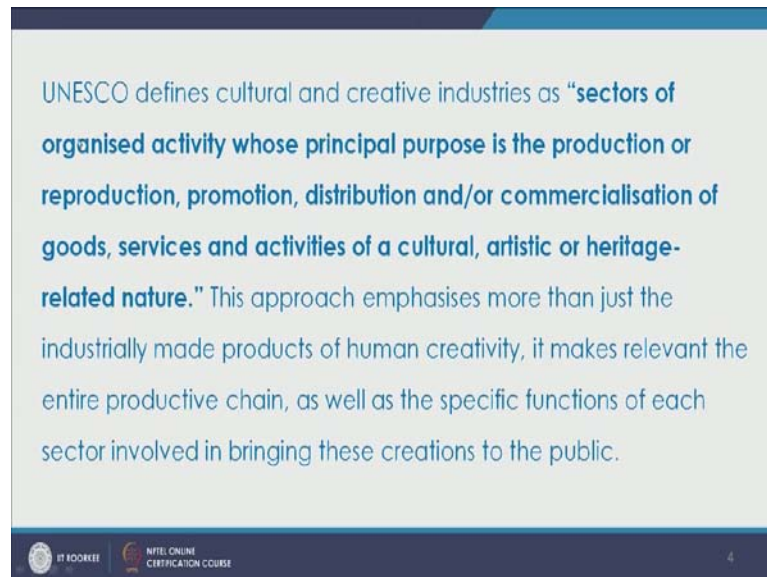 UNESCO defines cultural and creative industries as “sectors of
organised activity whose principal purpose is the production or
reproduction, promotion, distribution and/or commercialisation of
goods, services and activities of a cultural, artistic or heritage-
related nature.” This approach emphasises more than just the
industrially made products of human creativity, it makes relevant the
entire productive chain, as well as the specific functions of each
sector involved in bringing these creations to the public.
IIT ROORKEE
NPTEL ONLINE
CERTIFICATION COURSE
4